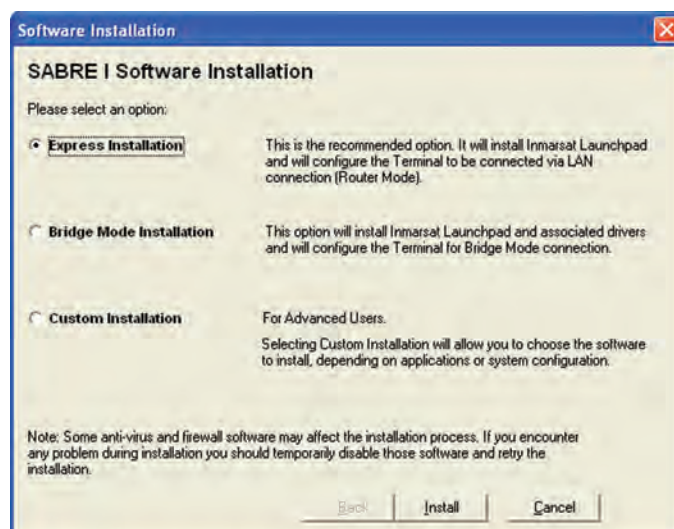 Software Installation
SABRE I Software Installation
Please select an option:
Express Installation
This is the recommended option. It will install Inmarsat Launchpad
and will configure the Terminal to be connected via LAN
connection (Router Mode).
Bridge Mode Installation
This option will install Inmarsat Launchpad and associated drivers
and will configure the Terminal for Bridge Mode connection.
Custom Installation
For Advanced Users.
Selecting Custom Installation will allow you to choose the software
to install, depending on applications or system configuration.
Note: Some anti-virus and firewall software may affect the installation process. If you encounter
any problem during installation you should temporarily disable those software and retry the
installation.
Back
Install
Cancel